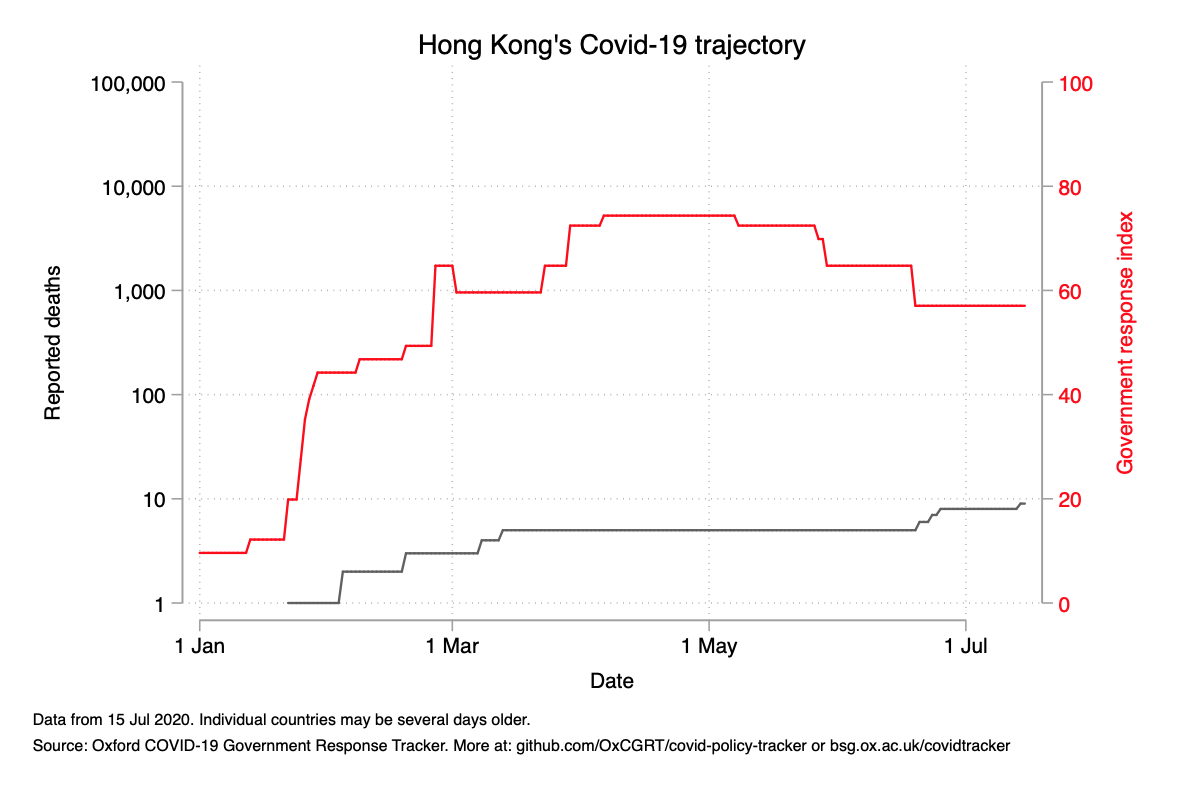 Hong Kong's Covid-19 trajectory
100,000
10,000
1,000
100
10
1
Reported deaths
100
80
60
40
20
0
Government response index
1 Jan
1 Mar
1 May
1 Jul
Date
Data from 15 Jul 2020. Individual countries may be several days older.
Source: Oxford COVID-19 Government Response Tracker. More at: github.com/OxCGRT/covid-policy-tracker or bsg.ox.ac.uk/covidtracker